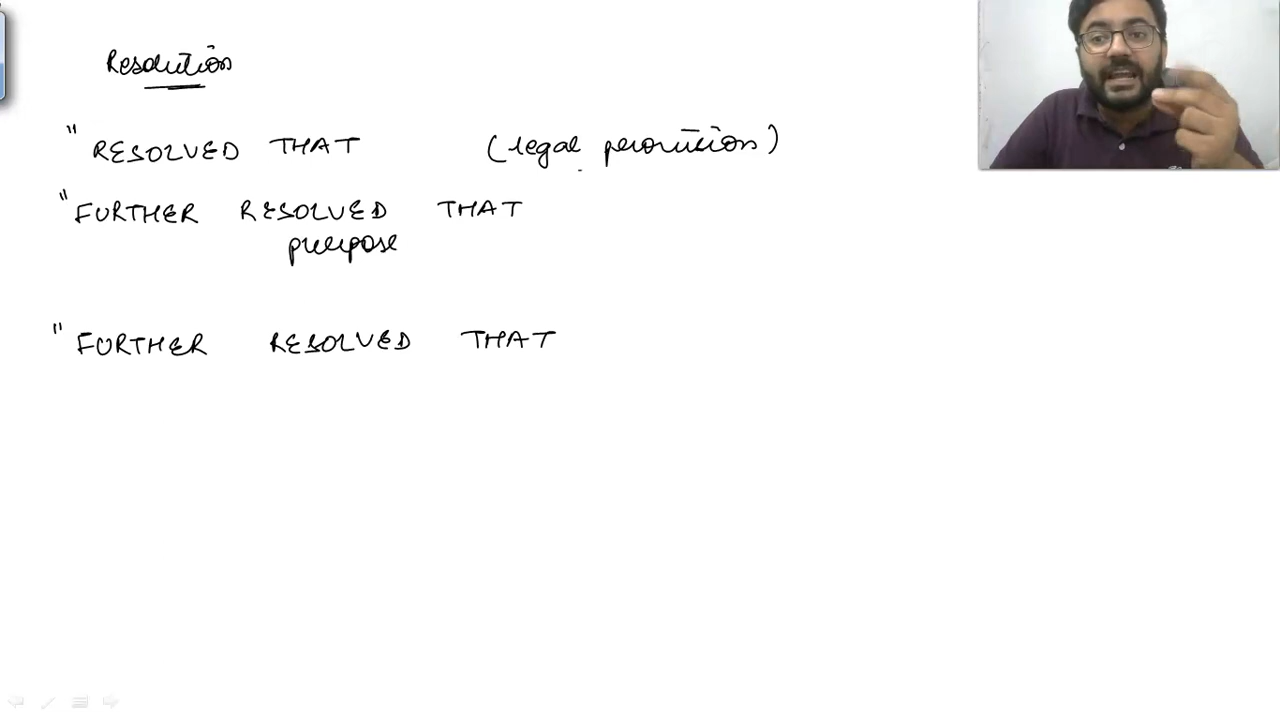 Resolution
"RESOLVED THAT (legal provision)
"FURTHER RESOLVED THAT
purpose
"FURTHER RESOLVED THAT